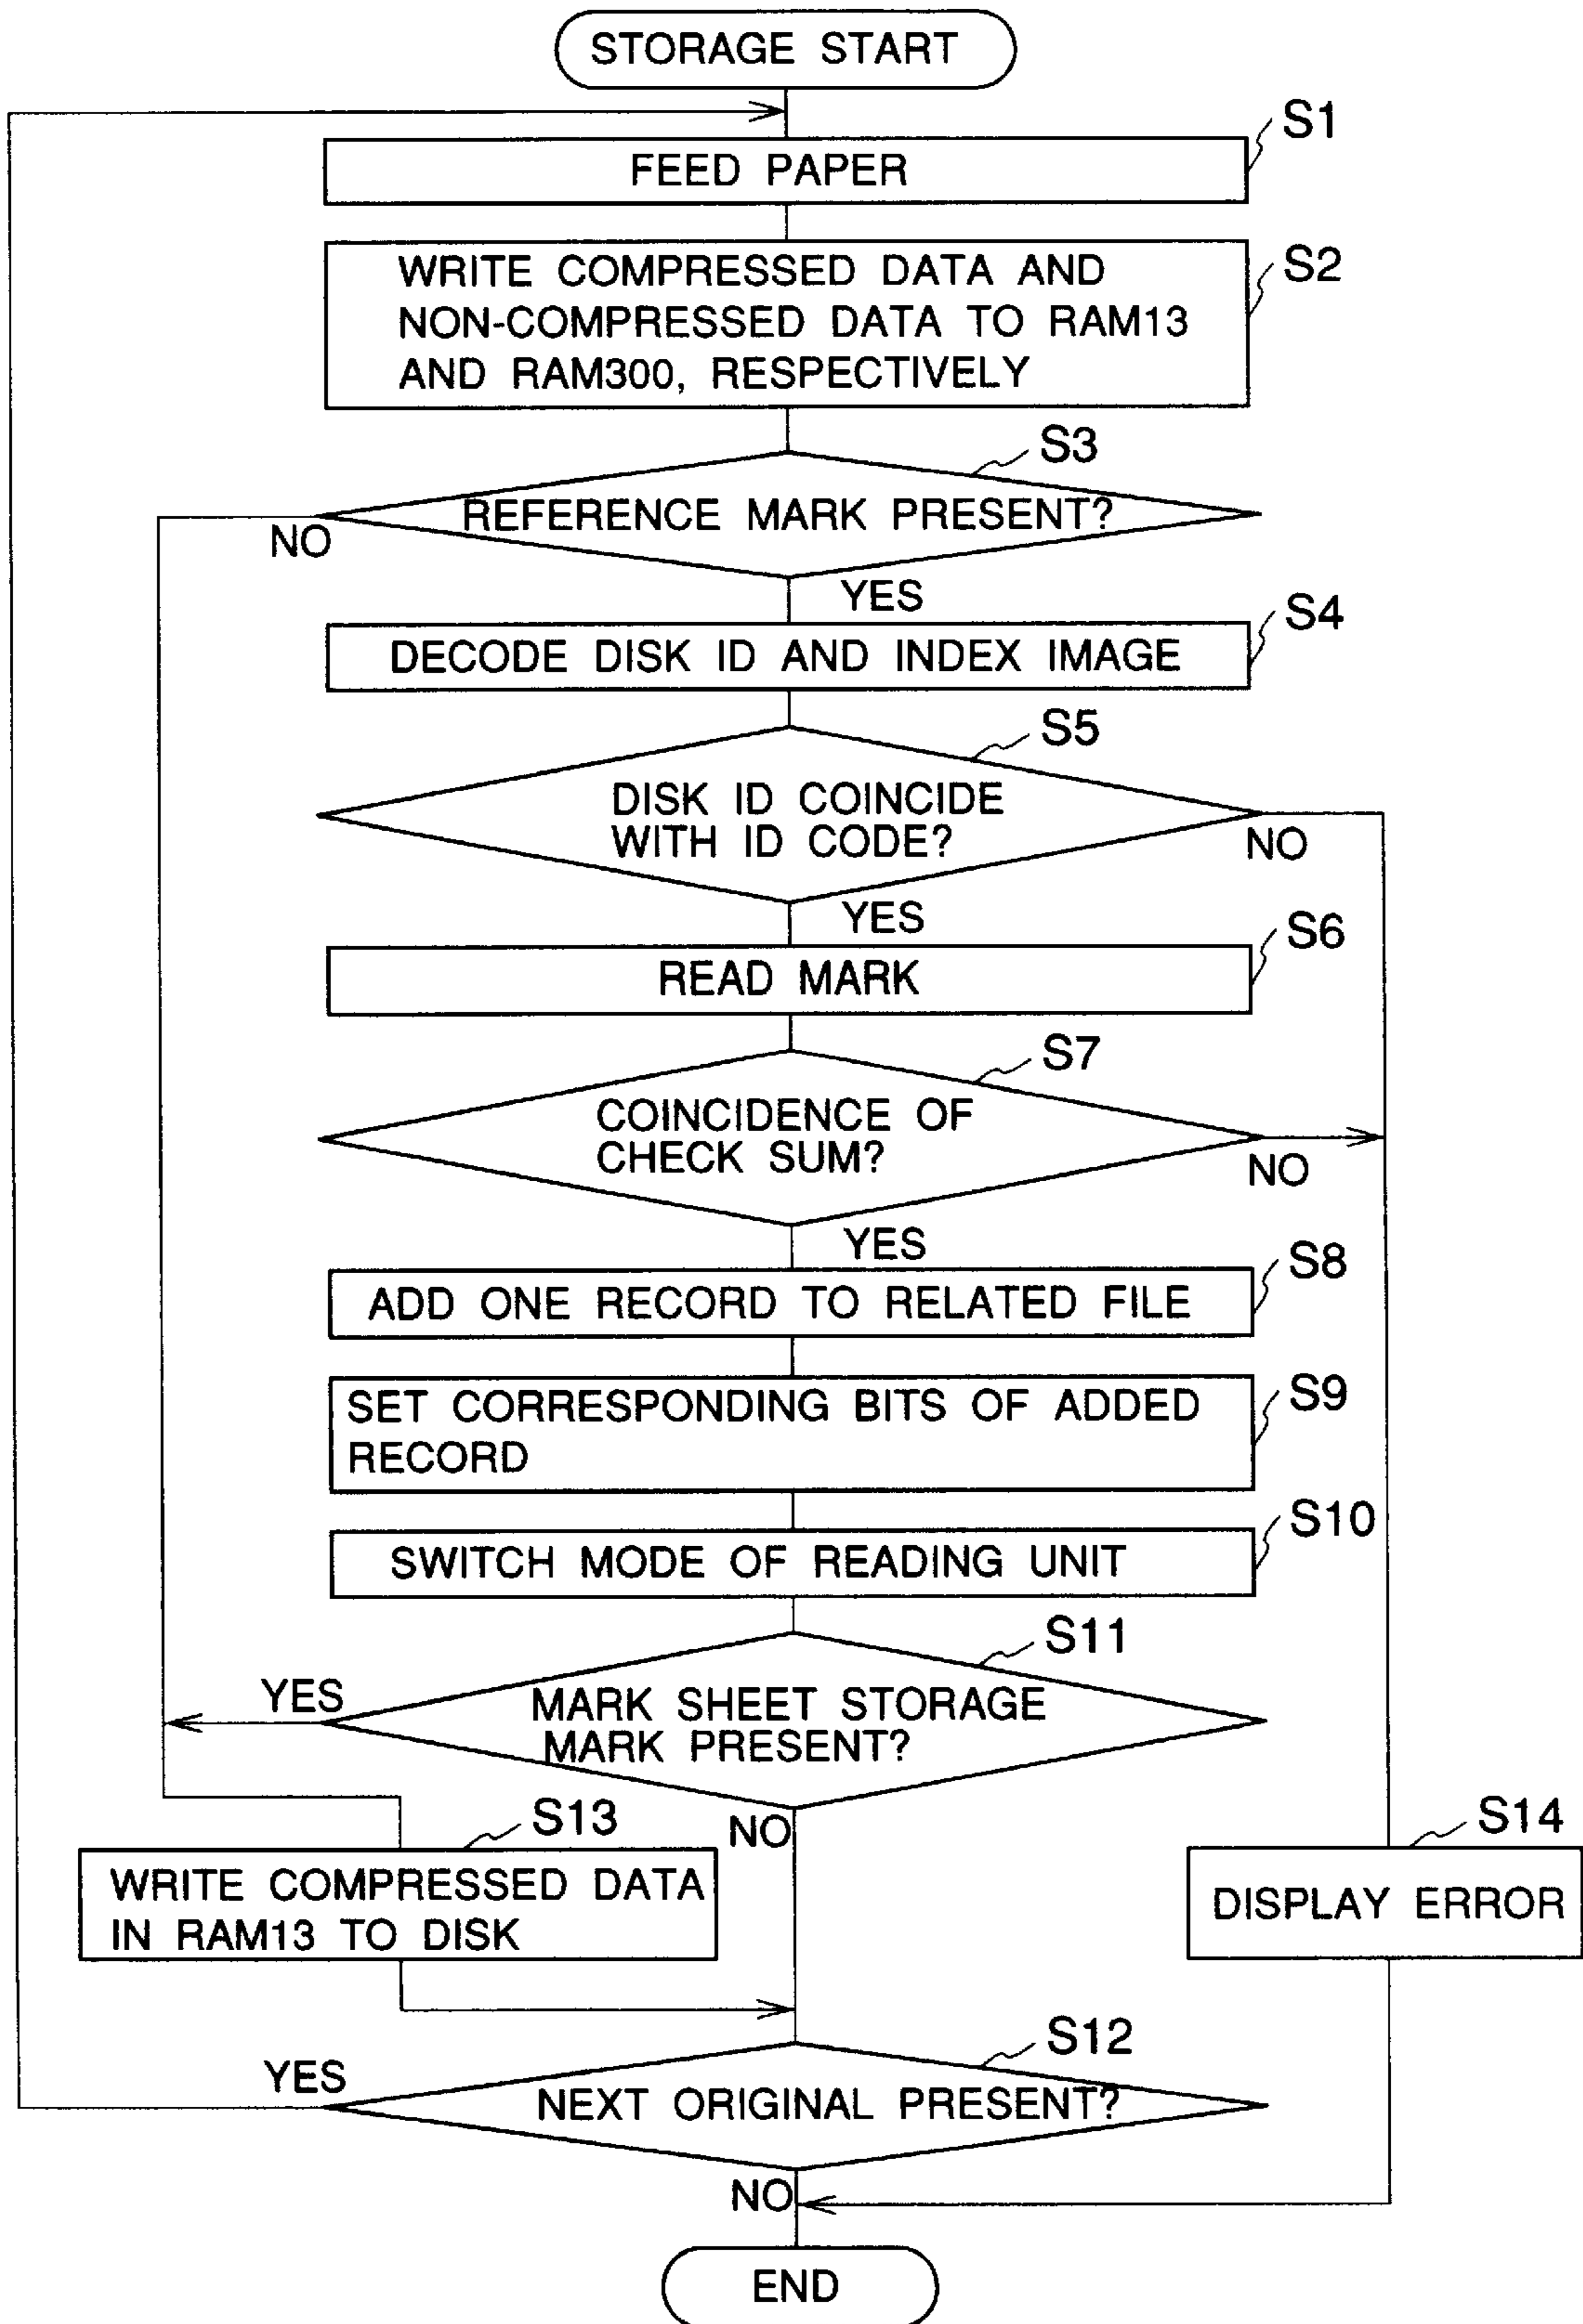 STORAGE START
S1
FEED PAPER
S2
WRITE COMPRESSED DATA AND
NON-COMPRESSED DATA TO RAM13
AND RAM300, RESPECTIVELY
S3
REFERENCE MARK PRESENT?
NO
YES
S4
DECODE DISK ID AND INDEX IMAGE
S5
DISK ID COINCIDE
WITH ID CODE?
NO
YES
S6
READ MARK
S7
COINCIDENCE OF
CHECK SUM?
NO
YES
S8
ADD ONE RECORD TO RELATED FILE
S9
SET CORRESPONDING BITS OF ADDED
RECORD
S10
SWITCH MODE OF READING UNIT
S11
YES
MARK SHEET STORAGE
MARK PRESENT?
NO
S13
S14
WRITE COMPRESSED DATA
IN RAM13 TO DISK
DISPLAY ERROR
S12
YES
NEXT ORIGINAL PRESENT?
NO
END